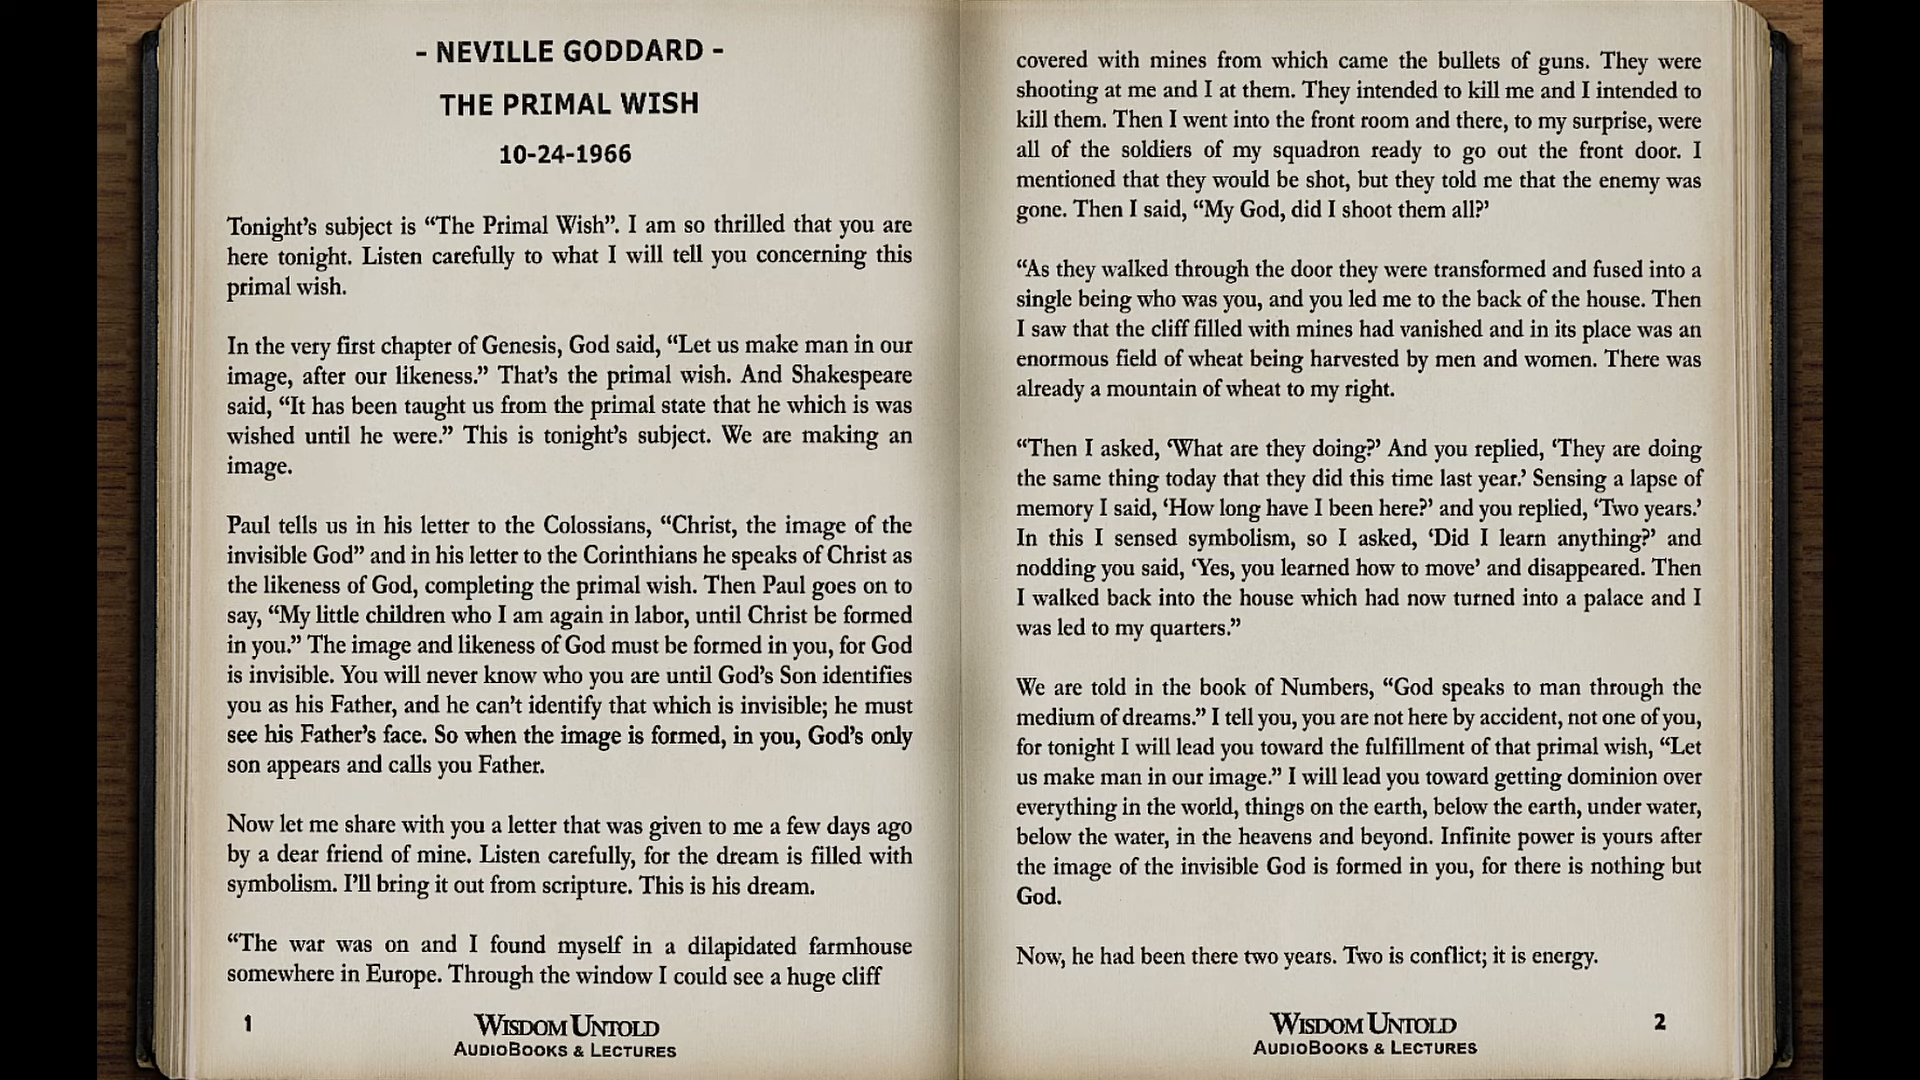 - NEVILLE GODDARD -
THE PRIMAL WISH
10-24-1966
Tonight's subject is “The Primal Wish”. I am so thrilled that you are
here tonight. Listen carefully to what I will tell you concerning this
primal wish.
In the very first chapter of Genesis, God said, “Let us make man in our
image, after our likeness.” That's the primal wish. And Shakespeare
said, “It has been taught us from the primal state that he which is was
wished until he were.” This is tonight's subject. We are making an
image.
Paul tells us in his letter to the Colossians, “Christ, the image of the
invisible God” and in his letter to the Corinthians he speaks of Christ as
the likeness of God, completing the primal wish. Then Paul goes on to
say, “My little children who I am again in labor, until Christ be formed
in you.” The image and likeness of God must be formed in you, for God
is invisible. You will never know who you are until God's Son identifies
you as his Father, and he can't identify that which is invisible; he must
see his Father's face. So when the image is formed, in you, God's only
son appears and calls you Father.
Now let me share with you a letter that was given to me a few days ago
by a dear friend of mine. Listen carefully, for the dream is filled with
symbolism. I'll bring it out from scripture. This is his dream.
“The war was on and I found myself in a dilapidated farmhouse
somewhere in Europe. Through the window I could see a huge cliff
1
WISDOM UNTOLD
AUDIOBOOKS & LECTURES
covered with mines from which came the bullets of guns. They were
shooting at me and I at them. They intended to kill me and I intended to
kill them. Then I went into the front room and there, to my surprise, were
all of the soldiers of my squadron ready to go out the front door. I
mentioned that they would be shot, but they told me that the enemy was
gone. Then I said, “My God, did I shoot them all?’
“As they walked through the door they were transformed and fused into a
single being who was you, and you led me to the back of the house. Then
I saw that the cliff filled with mines had vanished and in its place was an
enormous field of wheat being harvested by men and women. There was
already a mountain of wheat to my right.
“Then I asked, ‘What are they doing?’ And you replied, ‘They are doing
the same thing today that they did this time last year.’ Sensing a lapse of
memory I said, ‘How long have I been here?’ and you replied, ‘Two years.’
In this I sensed symbolism, so I asked, ‘Did I learn anything?’ and
nodding you said, ‘Yes, you learned how to move’ and disappeared. Then
I walked back into the house which had now turned into a palace and I
was led to my quarters.”
We are told in the book of Numbers, “God speaks to man through the
medium of dreams.” I tell you, you are not here by accident, not one of you,
for tonight I will lead you toward the fulfillment of that primal wish, “Let
us make man in our image.” I will lead you toward getting dominion over
everything in the world, things on the earth, below the earth, under water,
below the water, in the heavens and beyond. Infinite power is yours after
the image of the invisible God is formed in you, for there is nothing but
God.
Now, he had been there two years. Two is conflict; it is energy.
WISDOM UNTOLD
AUDIOBOOKS & LECTURES
2